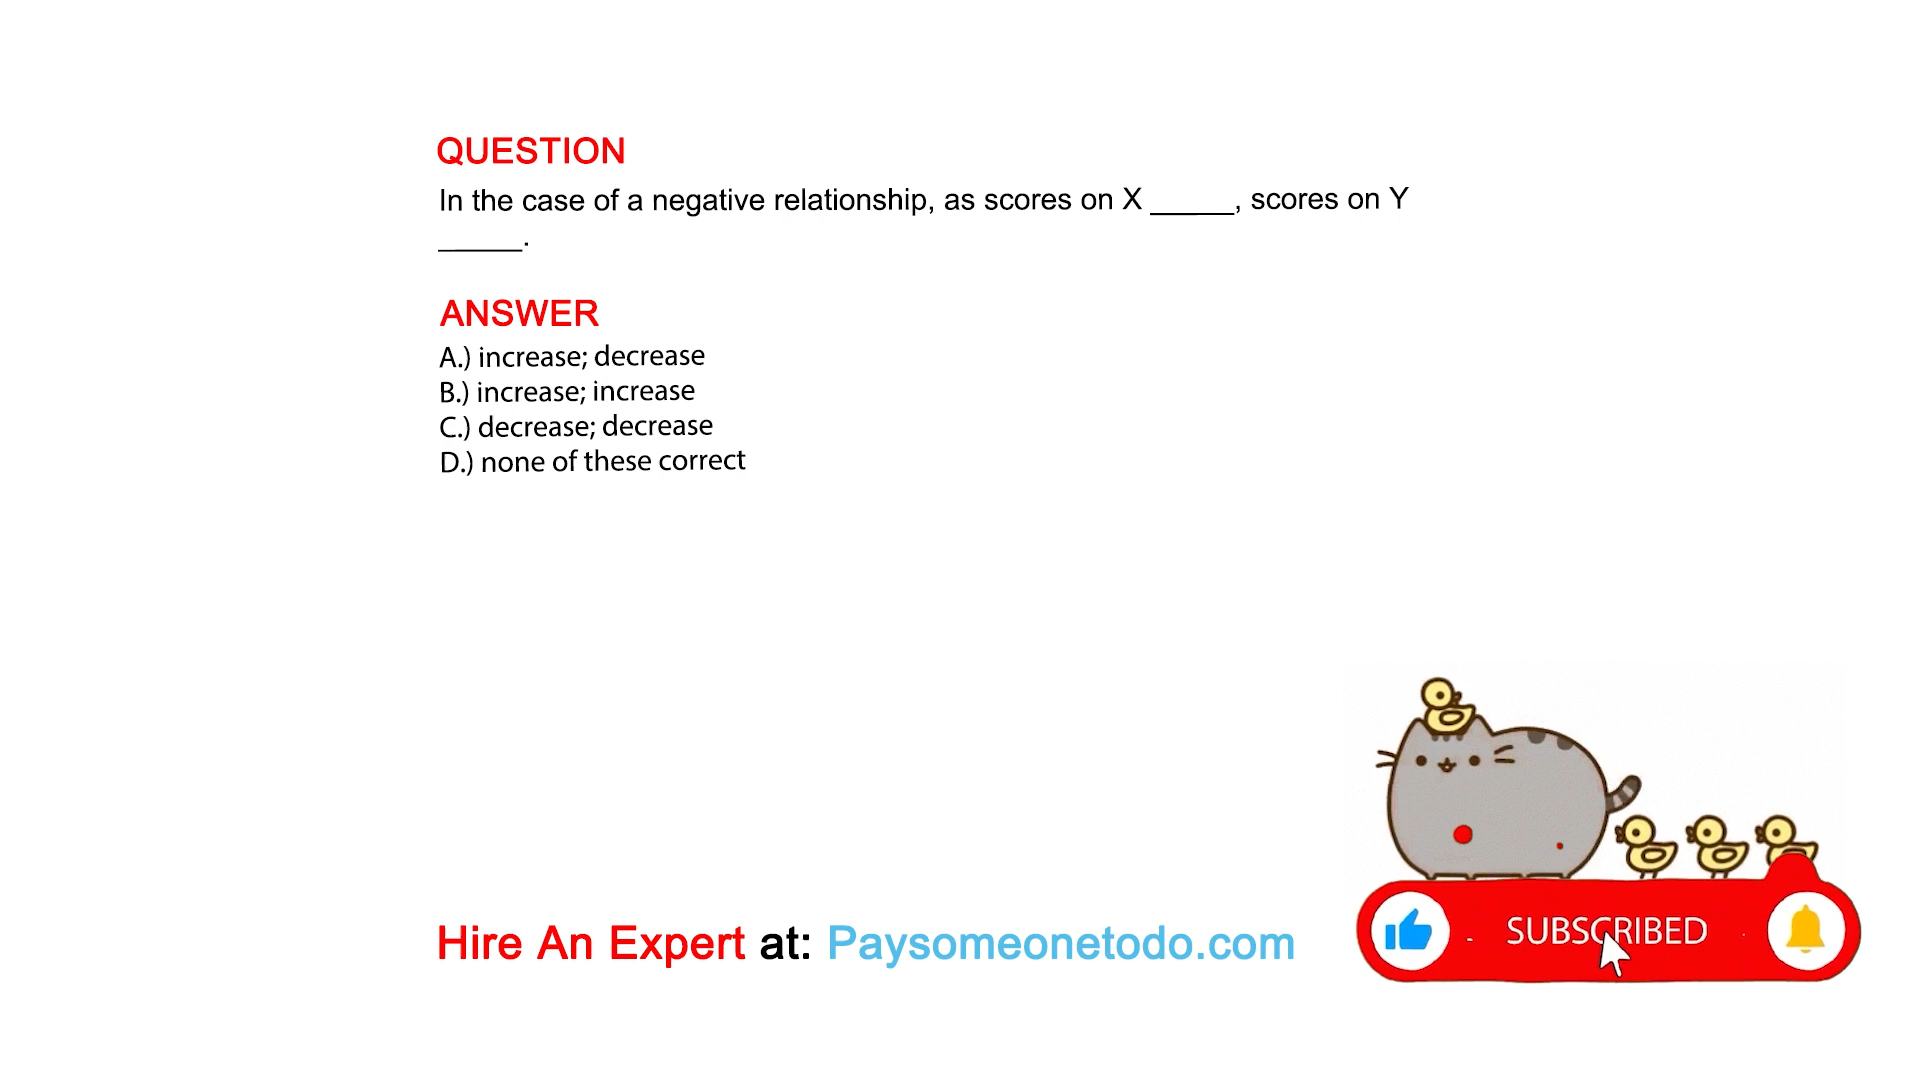 QUESTION
In the case of a negative relationship, as scores on X _____, scores on Y
_____.
ANSWER
A.) increase; decrease
B.) increase; increase
C.) decrease; decrease
D.) none of these correct
Hire An Expert at: Paysomeonetodo.com
SUBSCRIBED